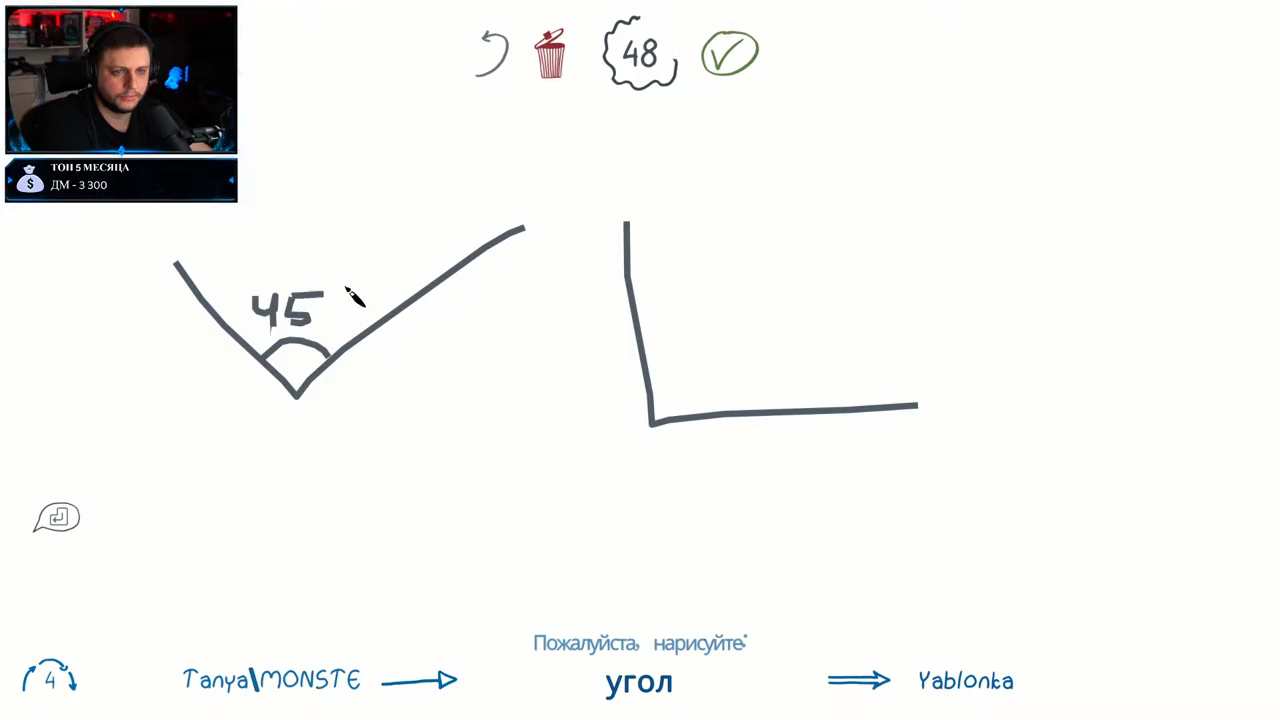 48
ТОП 5 МЕСЯЦА
ДМ - 3 300
45
Пожалуйста, нарисуйте:
4 Tanya\MONSTE угол Yablonka